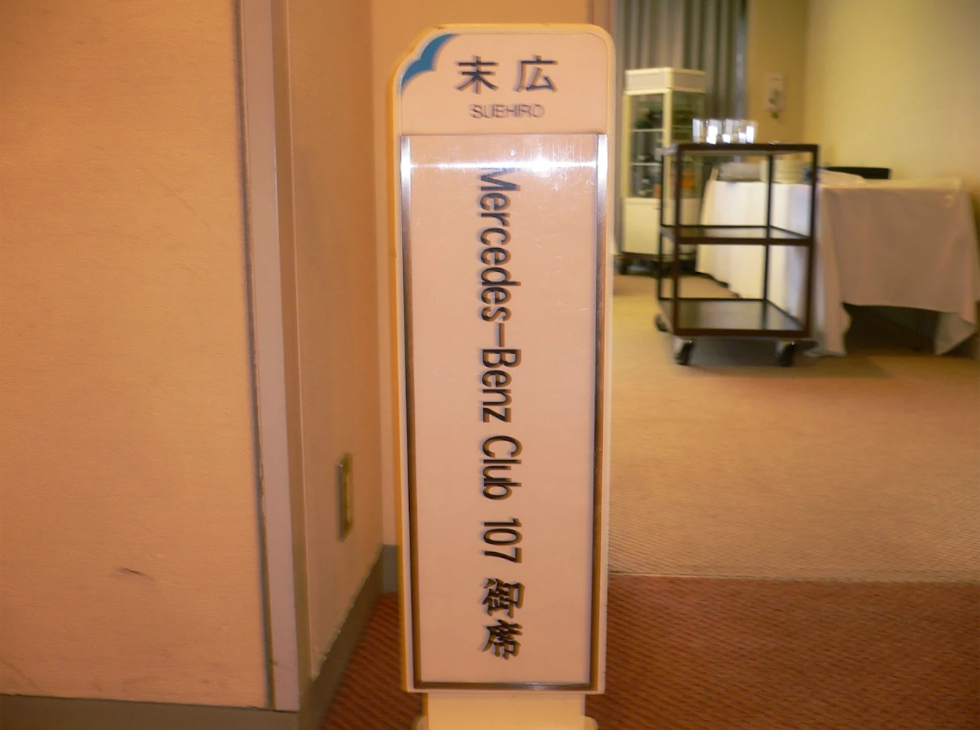 末広
SUEHIRO
Mercedes-Benz Club 107 御席